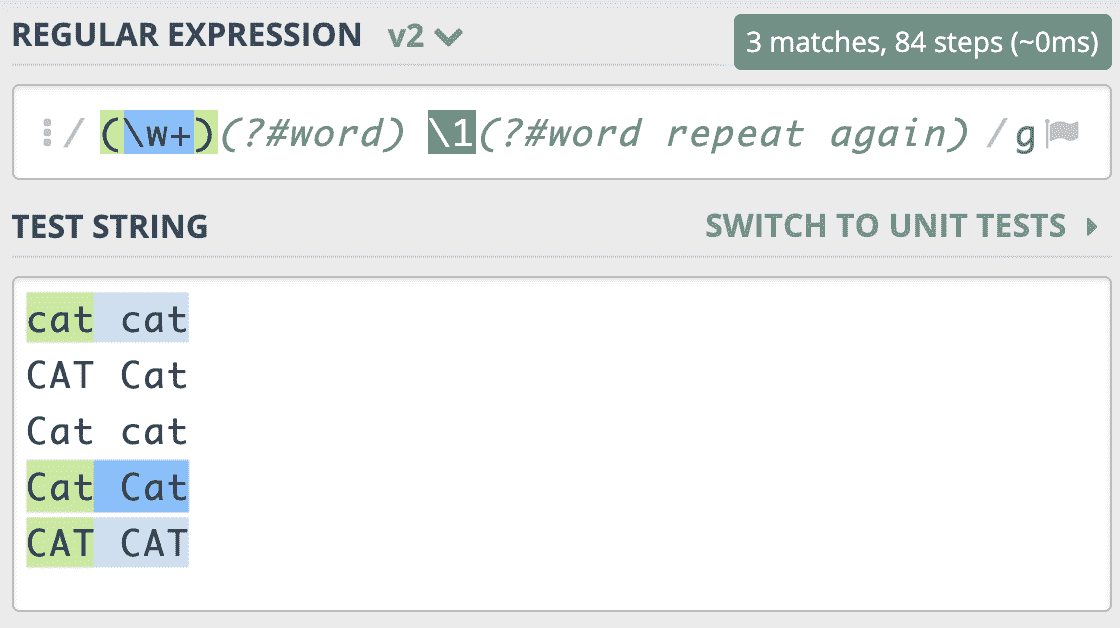 REGULAR EXPRESSION v2 3 matches, 84 steps (~0ms)
/ (\w+)(?#word) \1(?#word repeat again) / g
TEST STRING SWITCH TO UNIT TESTS
cat cat
CAT Cat
Cat cat
Cat Cat
CAT CAT